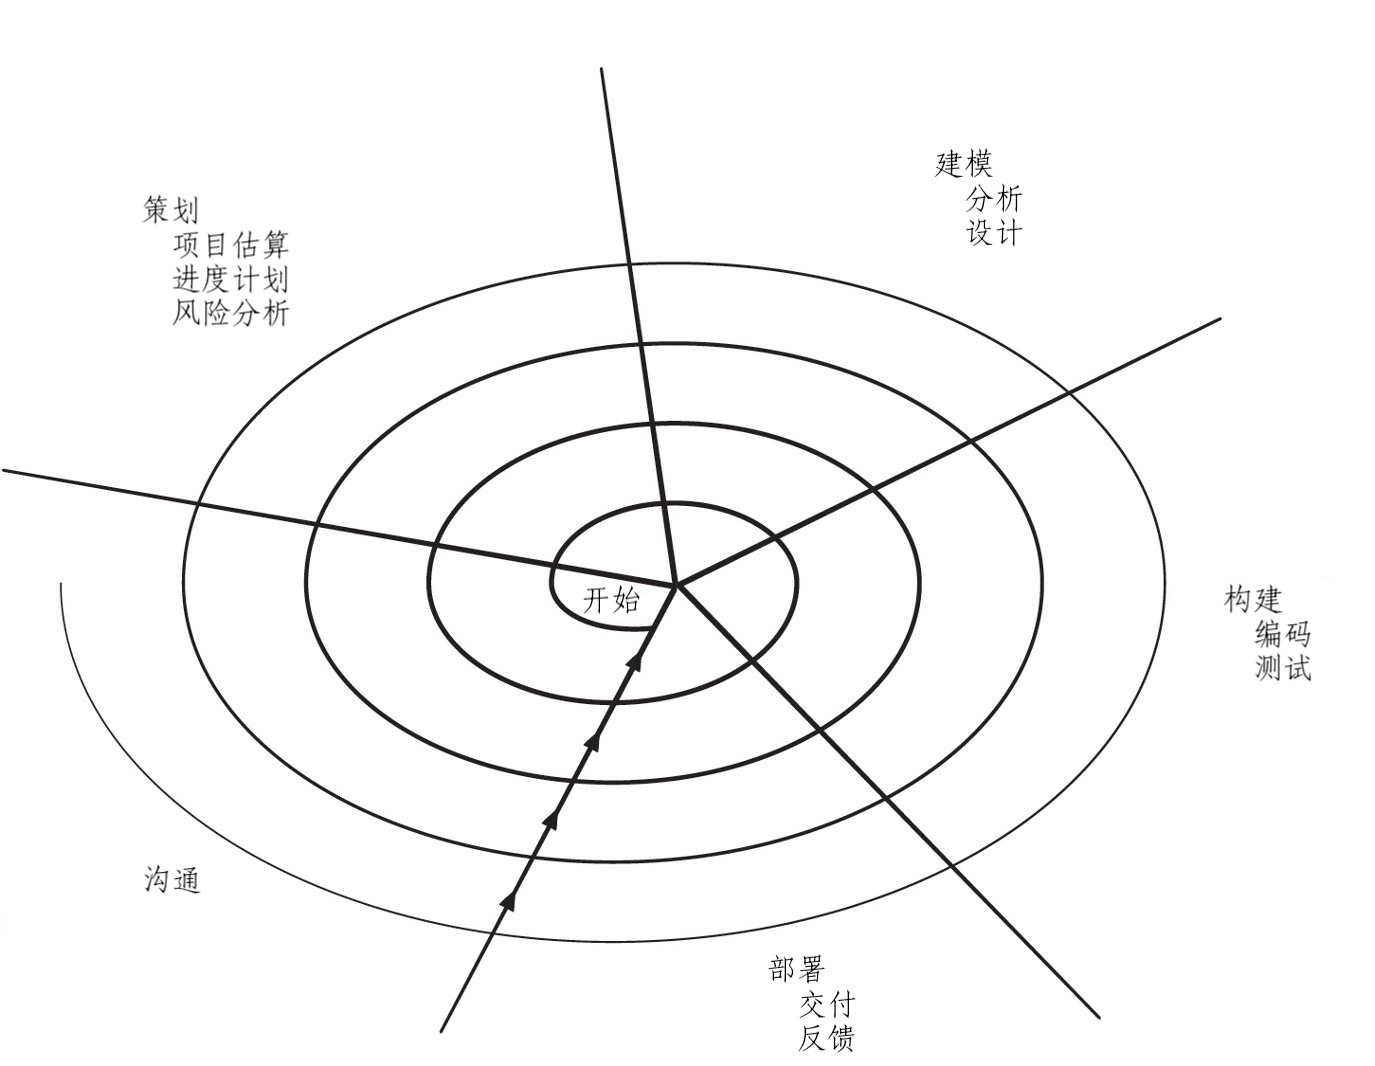 建模
分析
设计
策划
项目估算
进度计划
风险分析
开始
构建
编码
测试
沟通
部署
交付
反馈